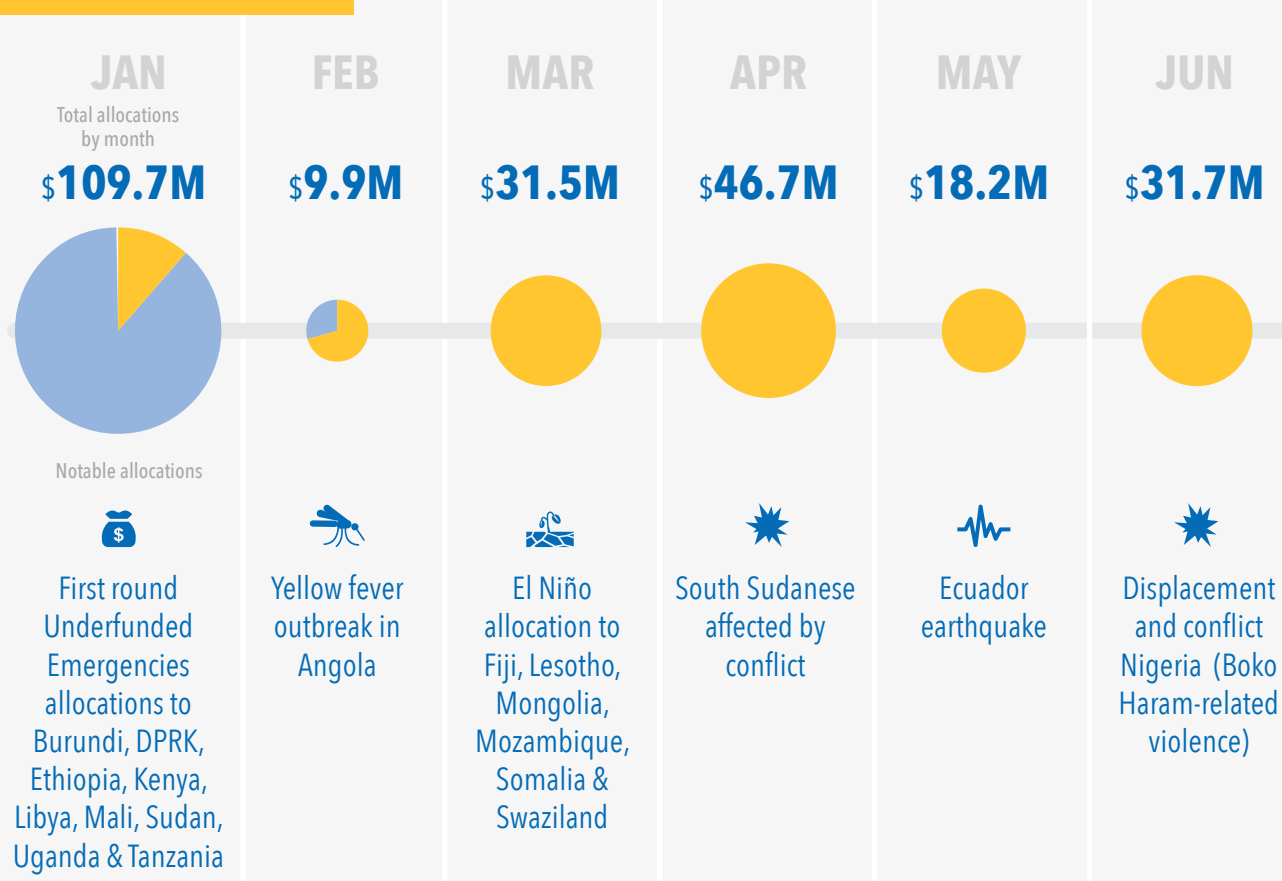 JAN
Total allocations
by month
$109.7M
Notable allocations
$
First round
Underfunded
Emergencies
allocations to
Burundi, DPRK,
Ethiopia, Kenya,
Libya, Mali, Sudan,
Uganda & Tanzania
FEB
$9.9M
Yellow fever
outbreak in
Angola
MAR
$31.5M
El Niño
allocation to
Fiji, Lesotho,
Mongolia,
Mozambique,
Somalia &
Swaziland
APR
$46.7M
South Sudanese
affected by
conflict
MAY
$18.2M
Ecuador
earthquake
JUN
$31.7M
Displacement
and conflict
Nigeria (Boko
Haram-related
violence)